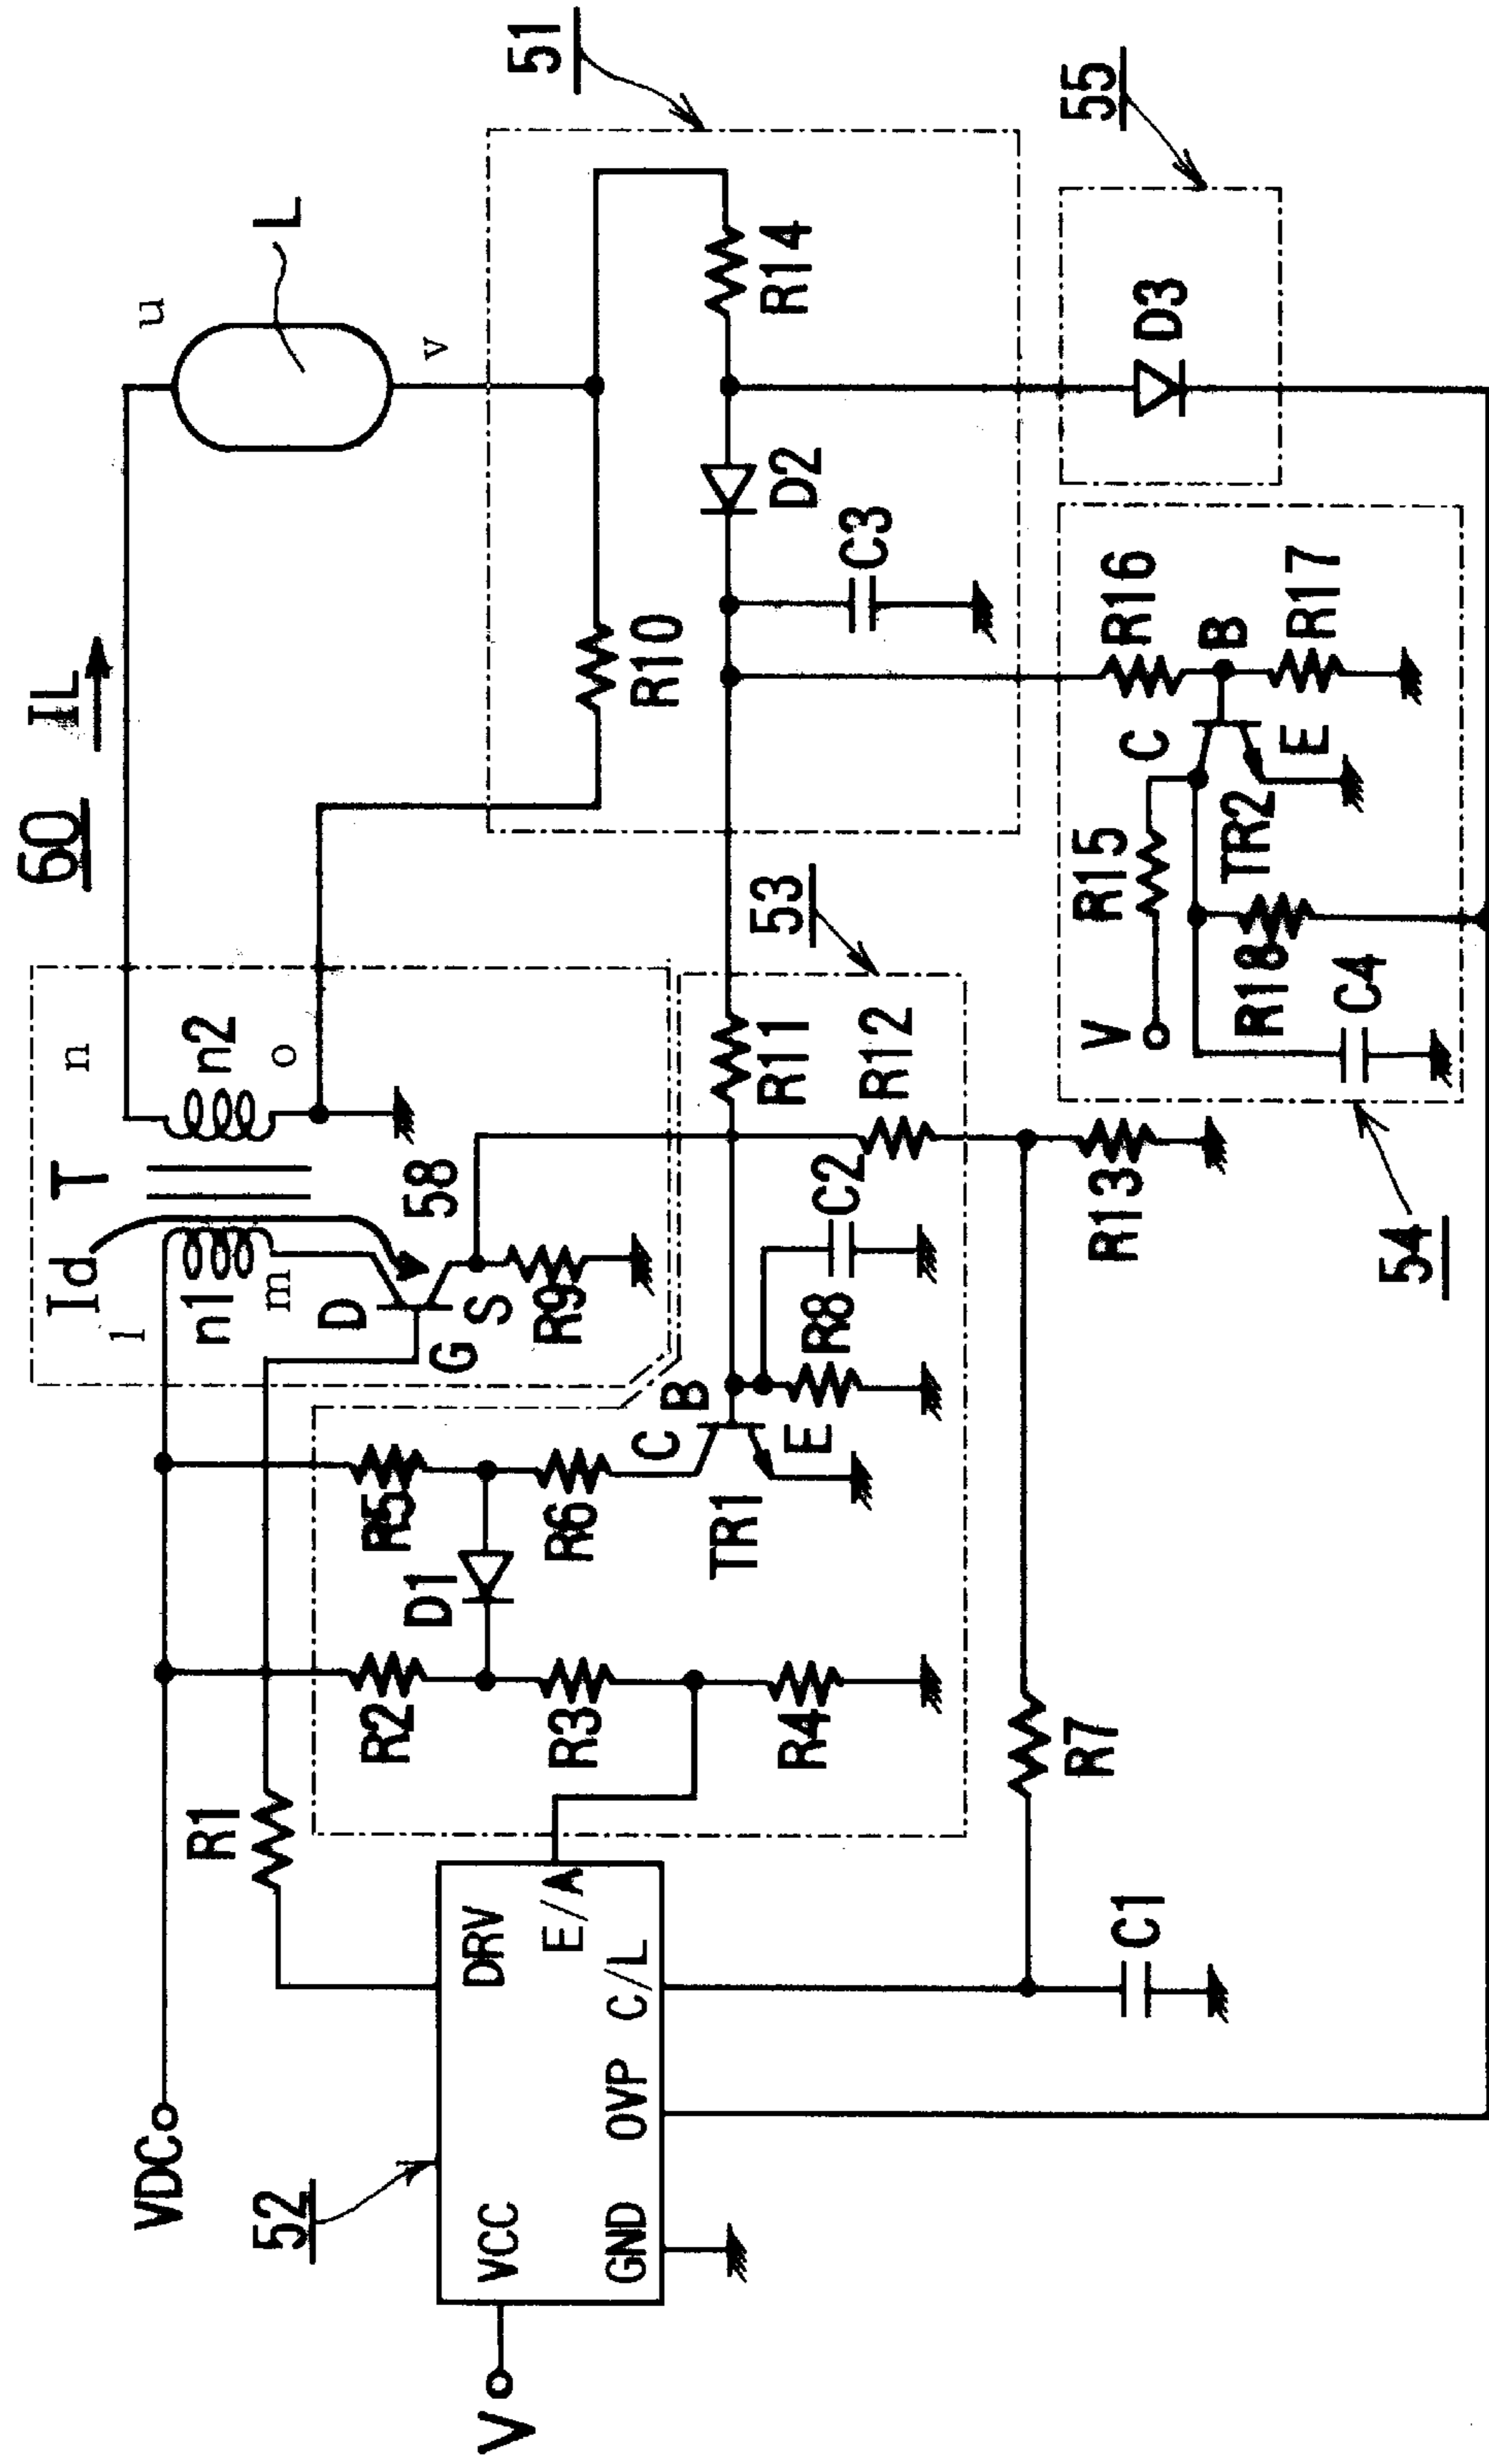 60
IL
u
L
v
51
R10
R14
D2
C3
55
D3
Id
T
n
l
n1
n2
m
o
D
G
S
58
R9
53
R11
R12
R13
C2
R8
B
C
E
TR1
R5
R6
D1
R2
R3
R4
R1
R7
C1
VDC
52
V
VCC
DRV
E/A
C/L
OVP
GND
54
V
R15
R16
C
B
E
TR2
R17
R18
C4